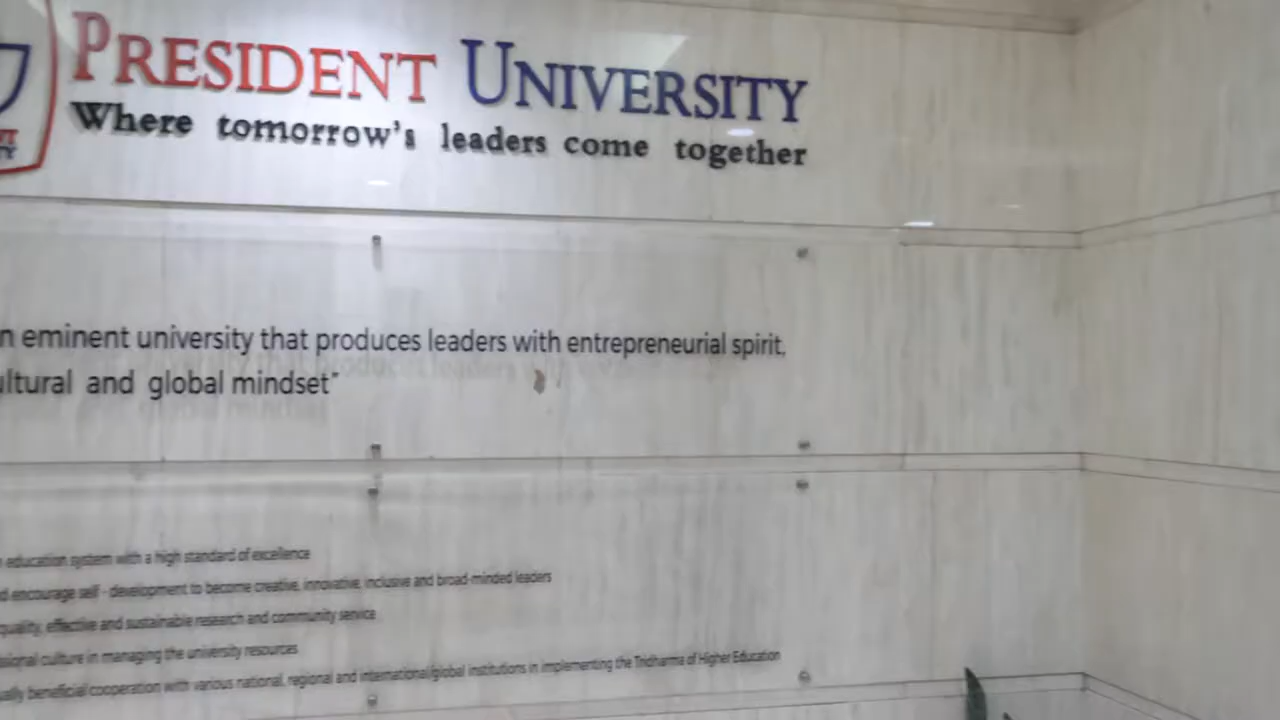 PRESIDENT UNIVERSITY
Where tomorrow's leaders come together
eminent university that produces leaders with entrepreneurial spirit,
and global mindset"
education system with a high standard of excellence
encourage self - development to become creative, innovative, inclusive and broad-minded leaders
quality, effective and sustainable research and community service
culture in managing the university resources
beneficial cooperation with various national, regional and international/global institutions in implementing the Tridharma of Higher Education